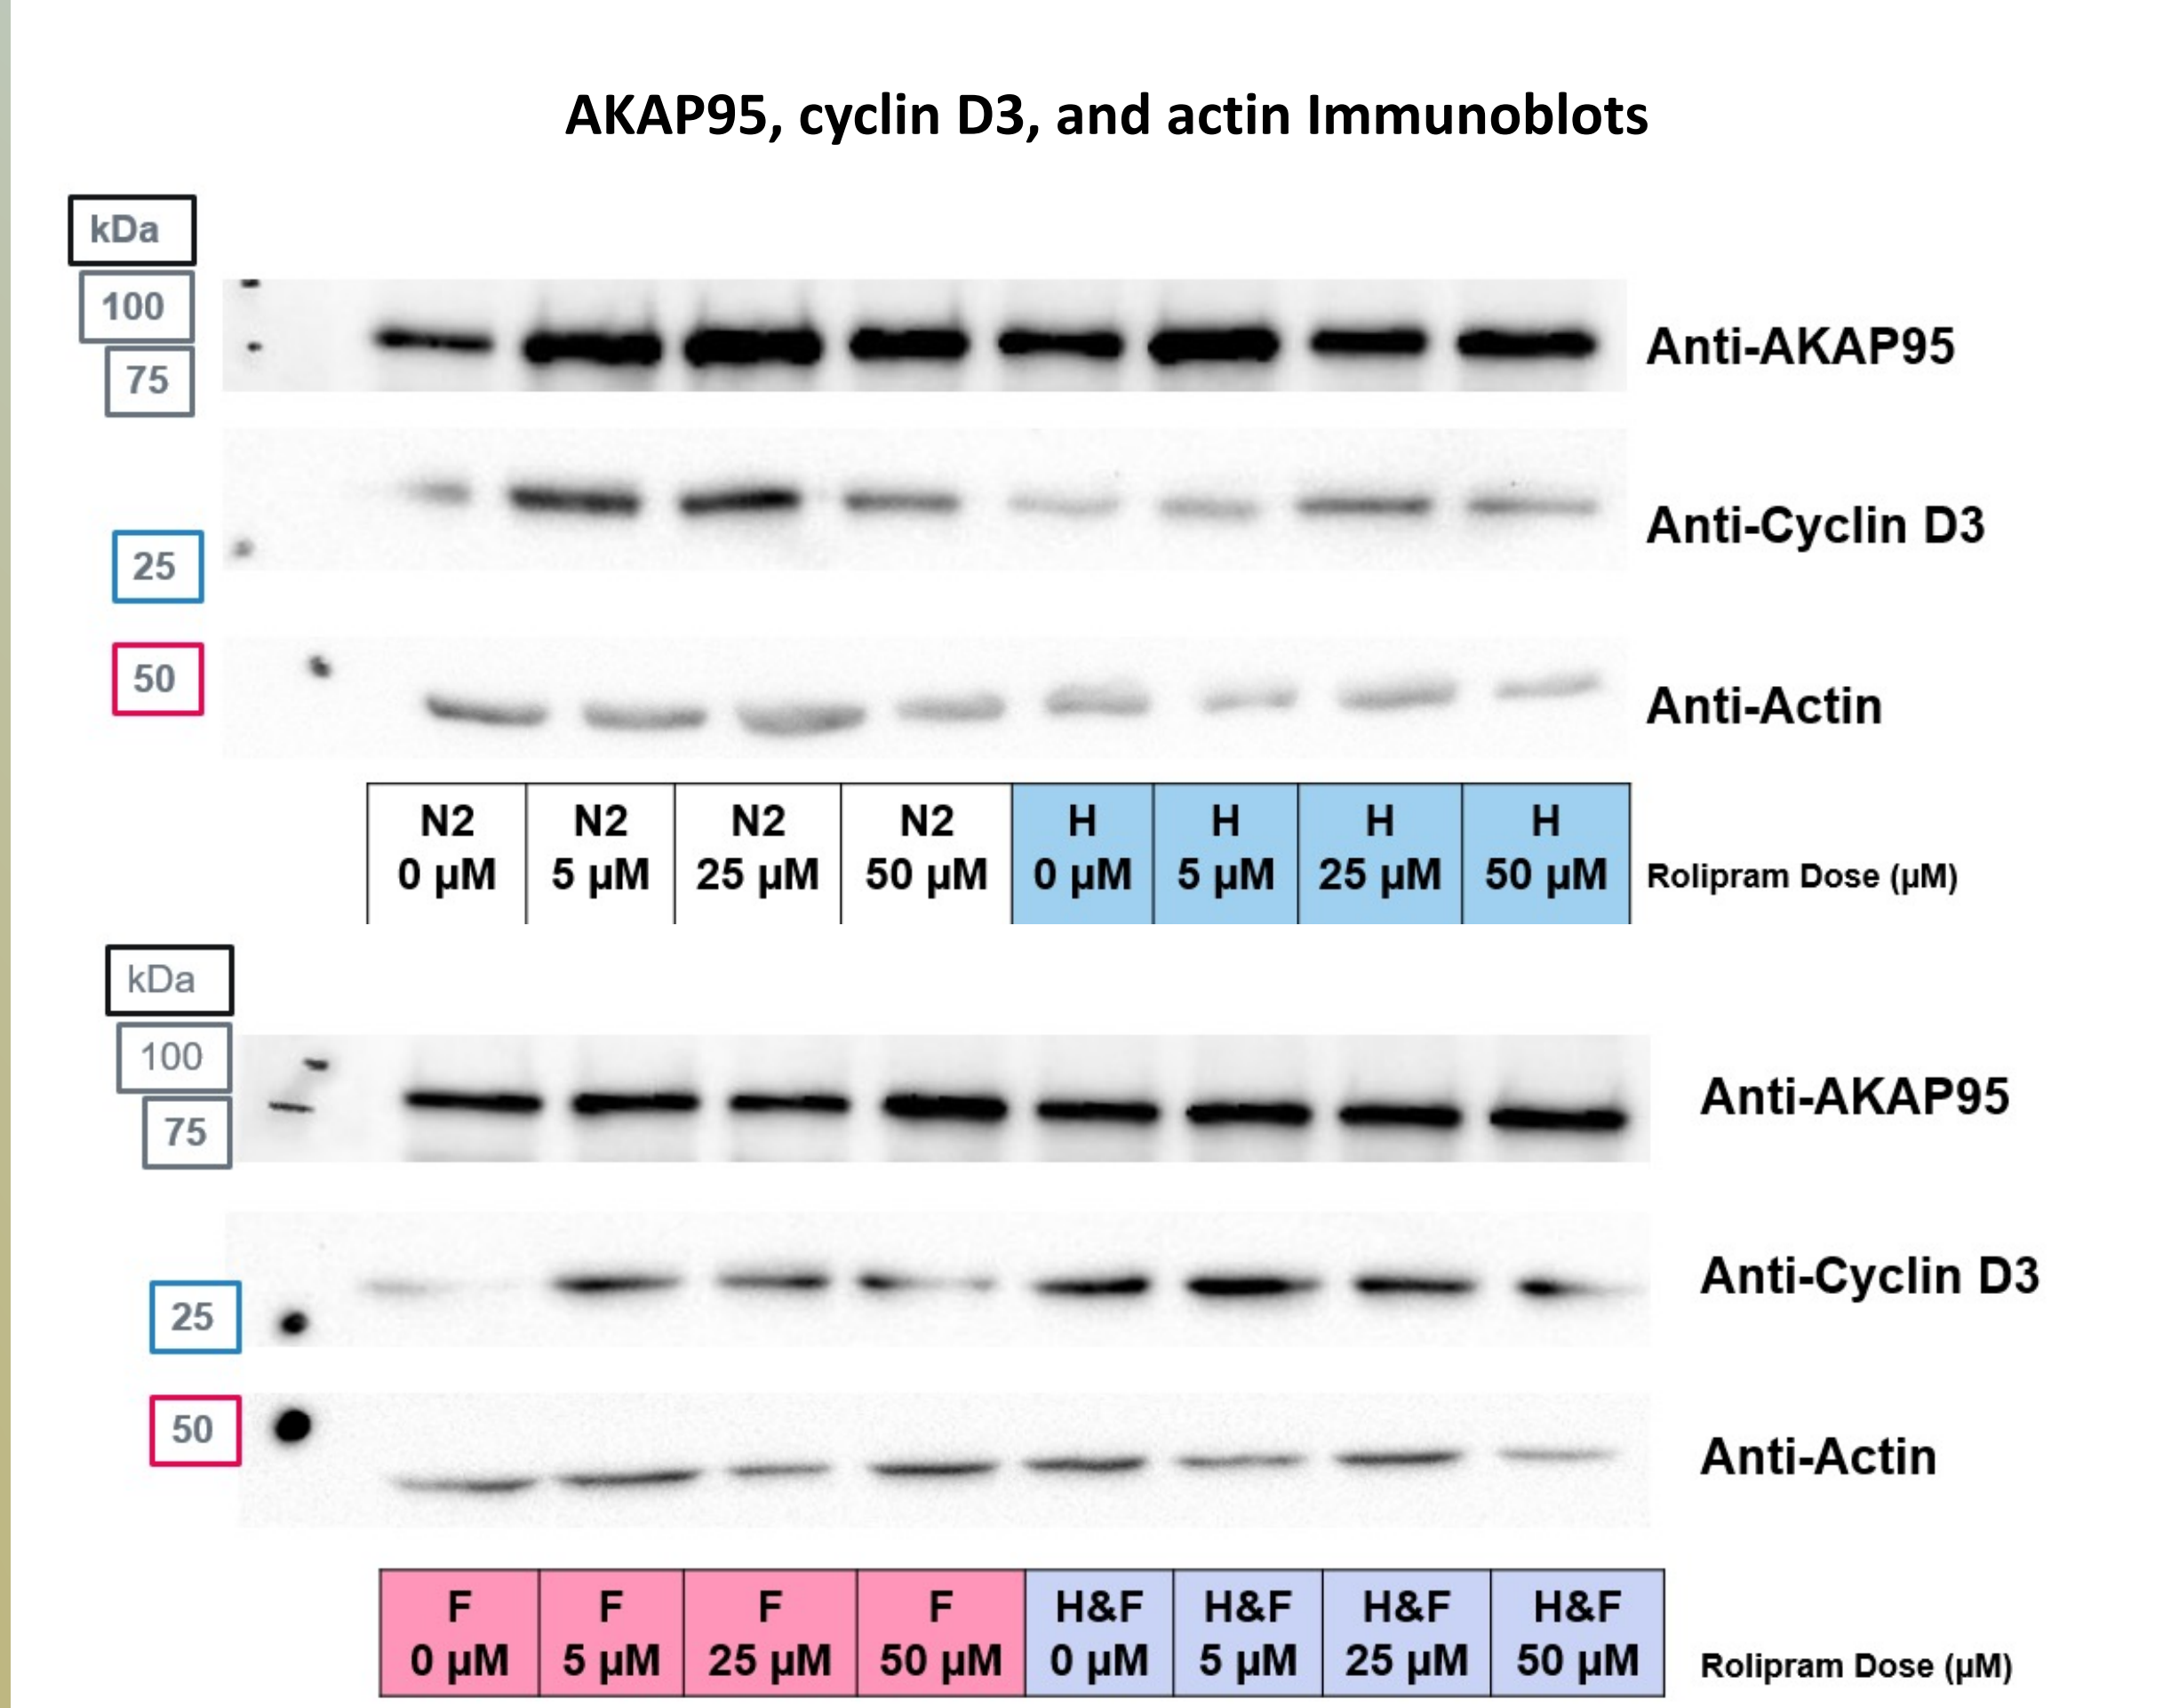 AKAP95, cyclin D3, and actin Immunoblots
kDa
100
75
Anti-AKAP95
25
Anti-Cyclin D3
50
Anti-Actin
N2 N2 N2 N2 H H H H
0 µM 5 µM 25 µM 50 µM 0 µM 5 µM 25 µM 50 µM Rolipram Dose (µM)
kDa
100
75
Anti-AKAP95
25
Anti-Cyclin D3
50
Anti-Actin
F F F F H&F H&F H&F H&F
0 µM 5 µM 25 µM 50 µM 0 µM 5 µM 25 µM 50 µM Rolipram Dose (µM)